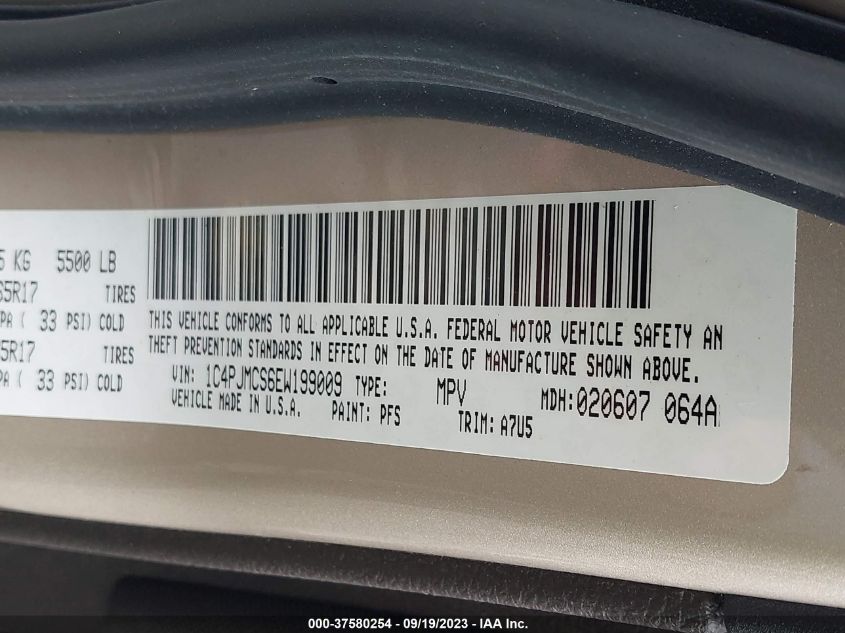 5 KG 5500 LB
S5R17 TIRES
PA ( 33 PSI) COLD
5R17 TIRES
PA ( 33 PSI) COLD
THIS VEHICLE CONFORMS TO ALL APPLICABLE U.S.A. FEDERAL MOTOR VEHICLE SAFETY AN
THEFT PREVENTION STANDARDS IN EFFECT ON THE DATE OF MANUFACTURE SHOWN ABOVE.
VIN: 1C4PJMCS6EW199009 TYPE: MPV MDH:020607 064A
VEHICLE MADE IN U.S.A. PAINT: PFS TRIM: A7U5
000-37580254 - 09/19/2023 - IAA Inc.